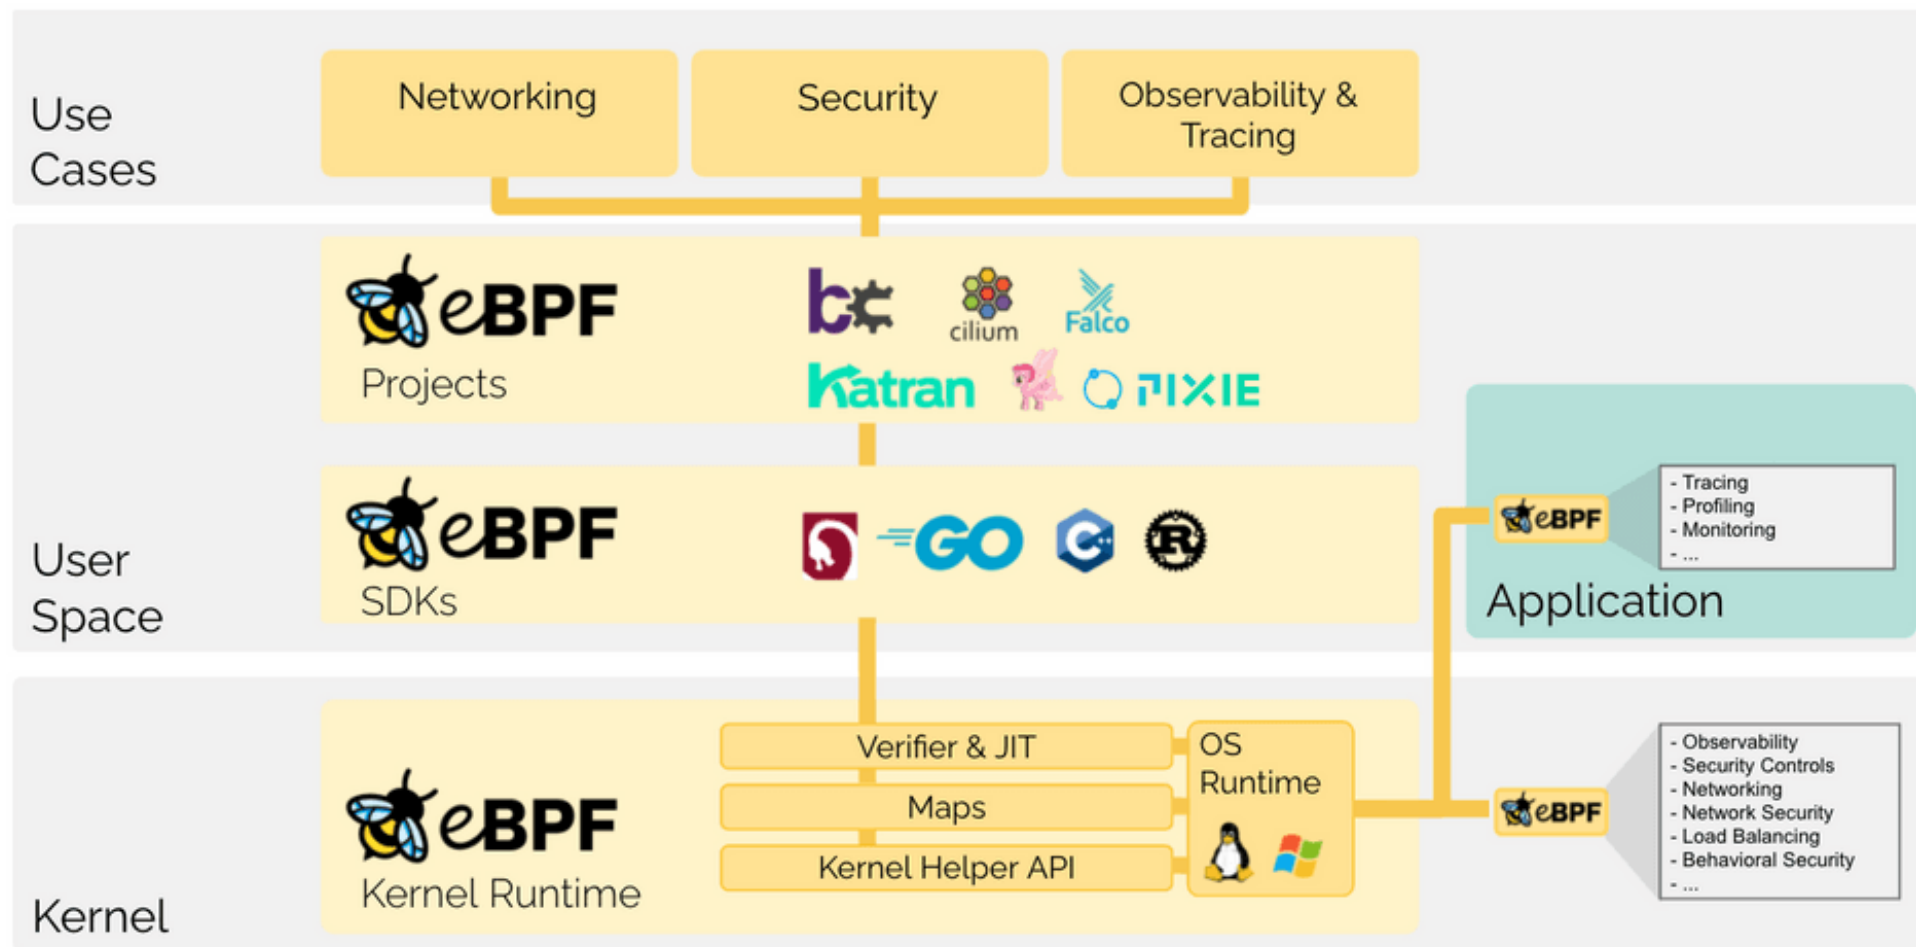 Use
Cases
Networking
Security
Observability &
Tracing
User
Space
eBPF
Projects
bc
cilium
Falco
Katran
PIXIE
eBPF
SDKs
GO
C++
R
eBPF
- Tracing
- Profiling
- Monitoring
- ...
Application
Kernel
eBPF
Kernel Runtime
Verifier & JIT
Maps
Kernel Helper API
OS
Runtime
eBPF
- Observability
- Security Controls
- Networking
- Network Security
- Load Balancing
- Behavioral Security
- ...